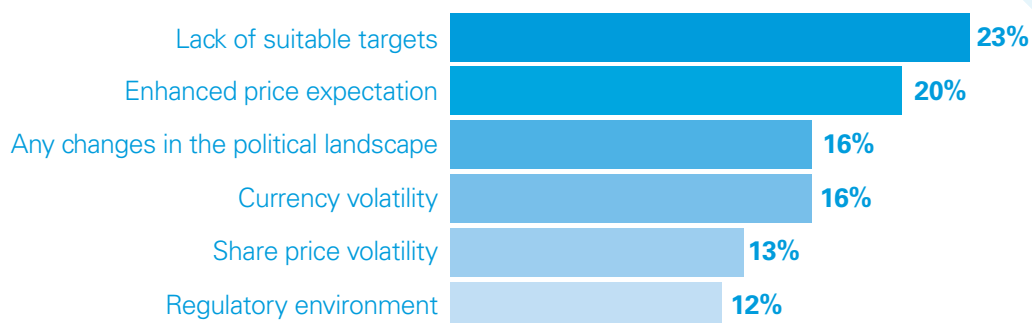 Lack of suitable targets 23%
Enhanced price expectation 20%
Any changes in the political landscape 16%
Currency volatility 16%
Share price volatility 13%
Regulatory environment 12%